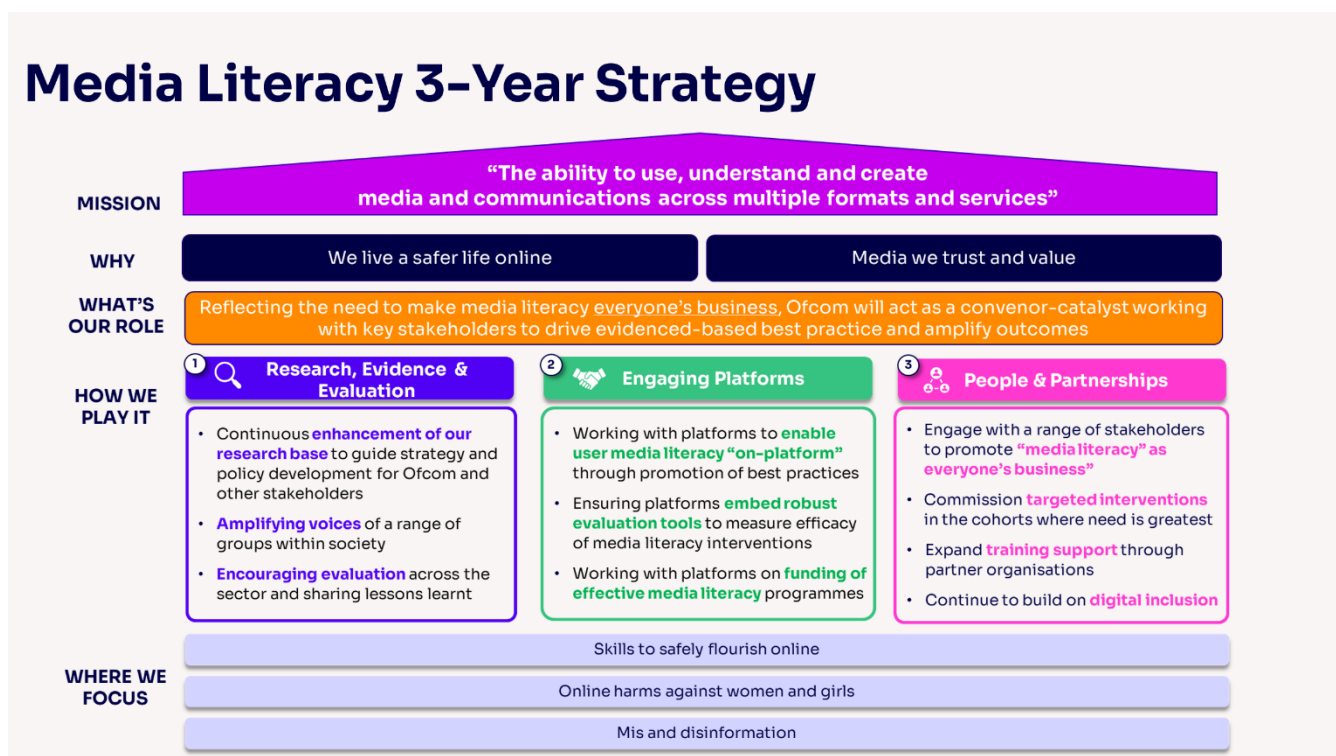 Media Literacy 3-Year Strategy
MISSION
“The ability to use, understand and create
media and communications across multiple formats and services”
WHY
We live a safer life online
Media we trust and value
WHAT’S
OUR ROLE
Reflecting the need to make media literacy everyone’s business, Ofcom will act as a convenor-catalyst working
with key stakeholders to drive evidenced-based best practice and amplify outcomes
HOW WE
PLAY IT
1
Research, Evidence &
Evaluation
• Continuous enhancement of our
research base to guide strategy and
policy development for Ofcom and
other stakeholders
• Amplifying voices of a range of
groups within society
• Encouraging evaluation across the
sector and sharing lessons learnt
2
Engaging Platforms
• Working with platforms to enable
user media literacy “on-platform”
through promotion of best practices
• Ensuring platforms embed robust
evaluation tools to measure efficacy
of media literacy interventions
• Working with platforms on funding of
effective media literacy programmes
3
People & Partnerships
• Engage with a range of stakeholders
to promote “media literacy” as
everyone’s business”
• Commission targeted interventions
in the cohorts where need is greatest
• Expand training support through
partner organisations
• Continue to build on digital inclusion
WHERE WE
FOCUS
Skills to safely flourish online
Online harms against women and girls
Mis and disinformation